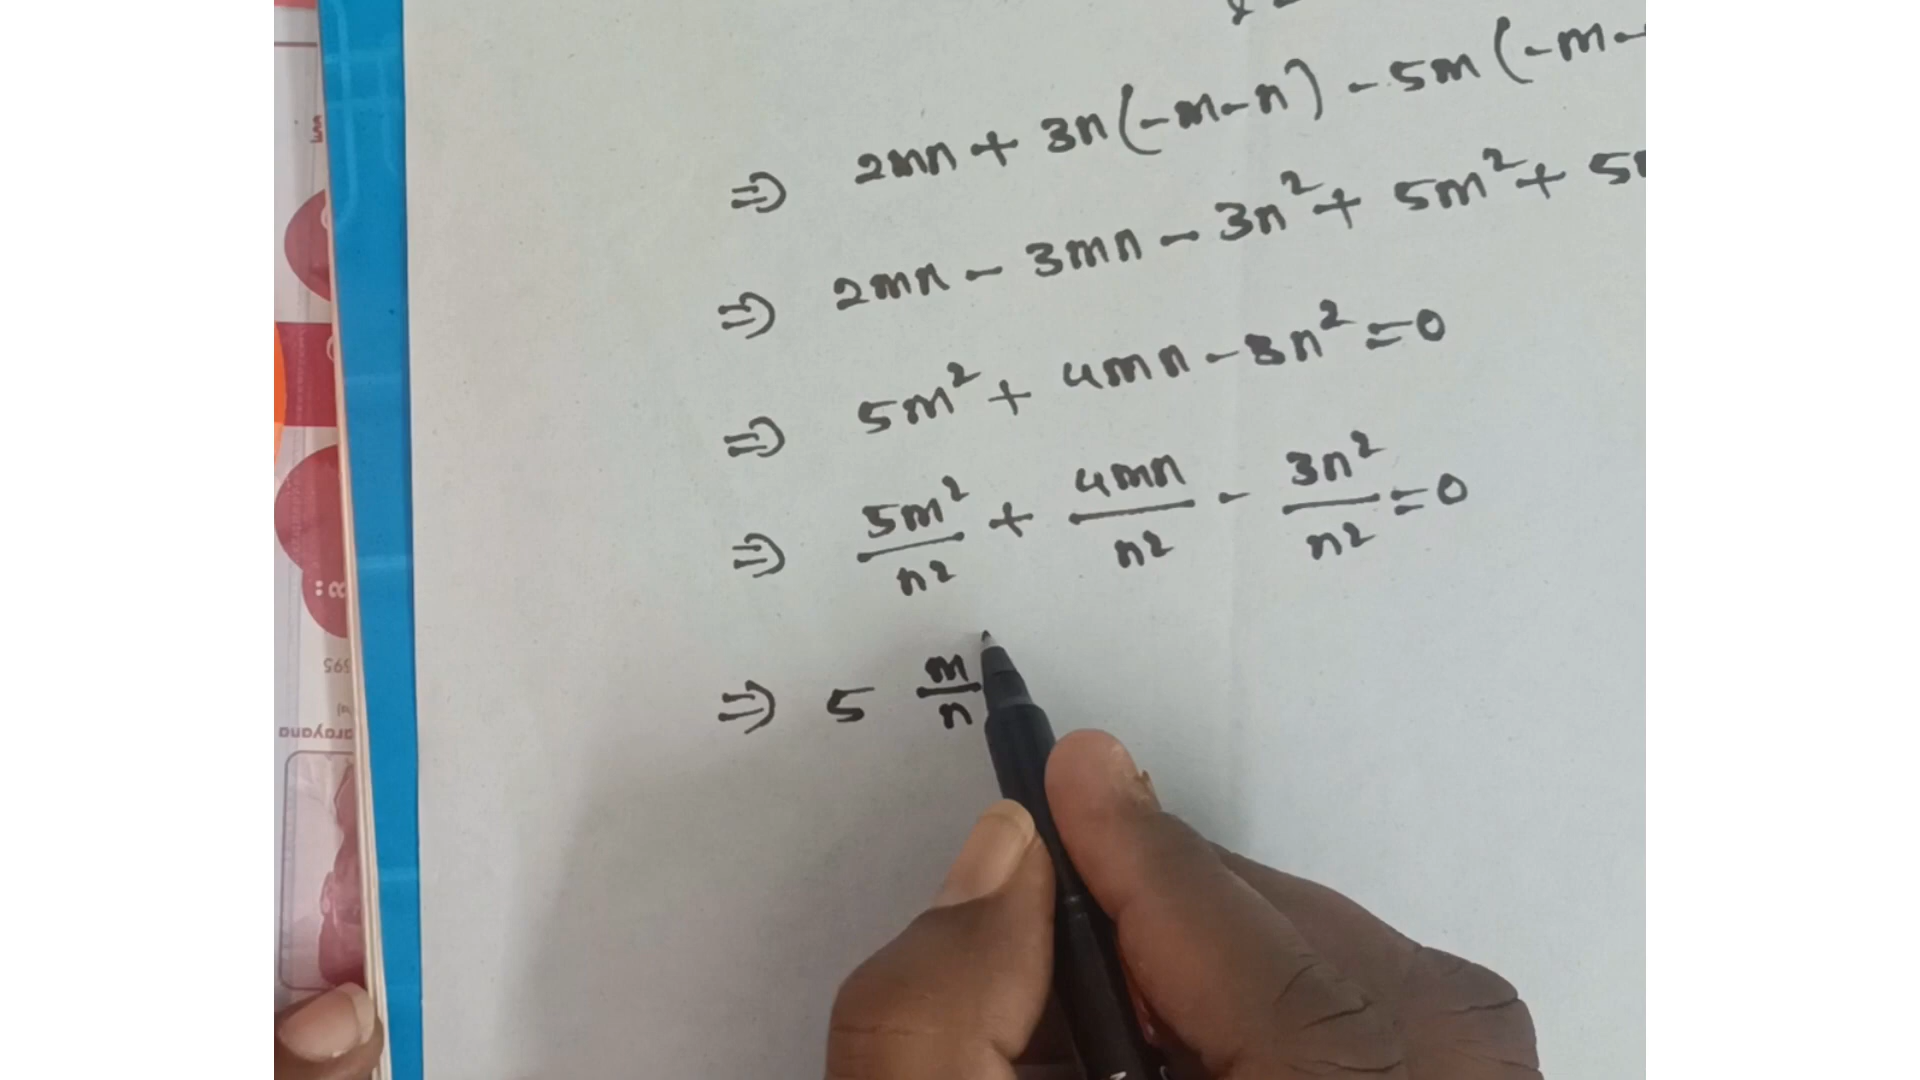 ⇒ 2mn + 3n(-m-n) - 5m(-m-
⇒ 2mn - 3mn - 3n² + 5m² + 5
⇒ 5m² + 4mn - 3n² = 0
⇒ 5m²/n² + 4mn/n² - 3n²/n² = 0
⇒ 5 m/n